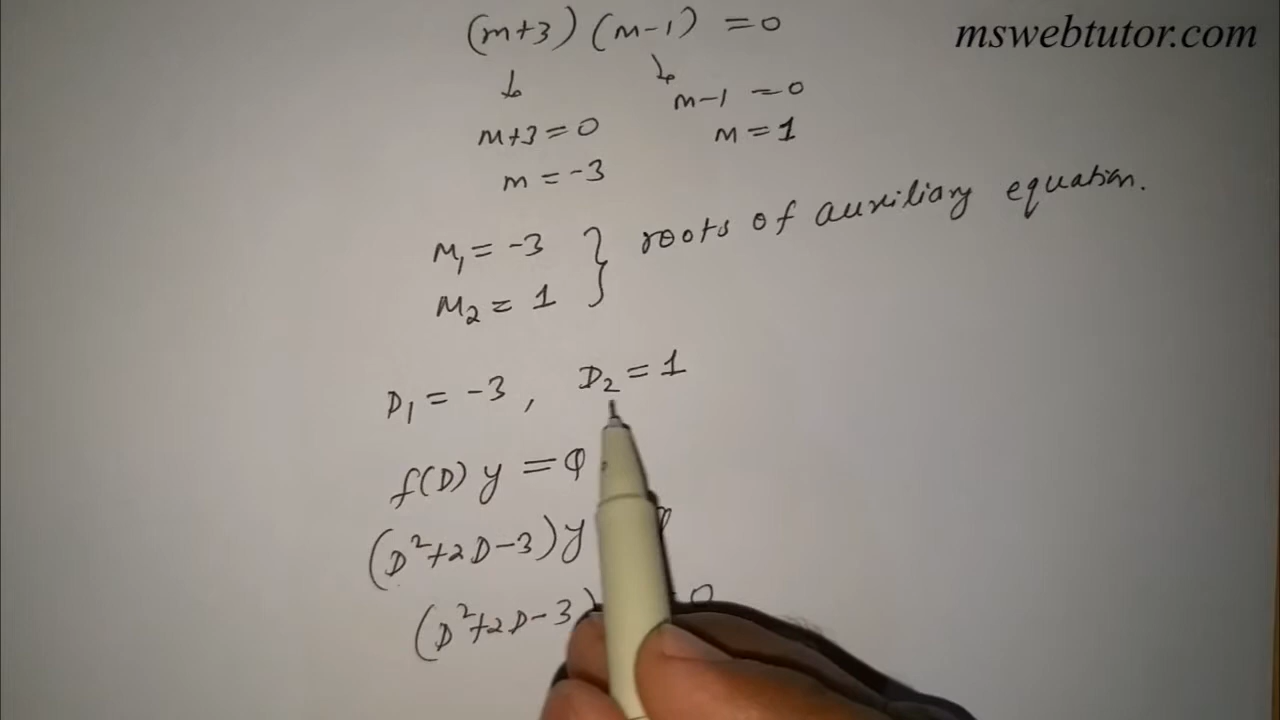 (m+3) (m-1) = 0
mswebtutor.com
m-1 = 0
m+3 = 0
m = 1
m = -3
m₁ = -3
m₂ = 1
} roots of auxiliary equation.
D₁ = -3 , D₂ = 1
f(D) y = φ
(D²+2D-3) y
(D²+2D-3) 0